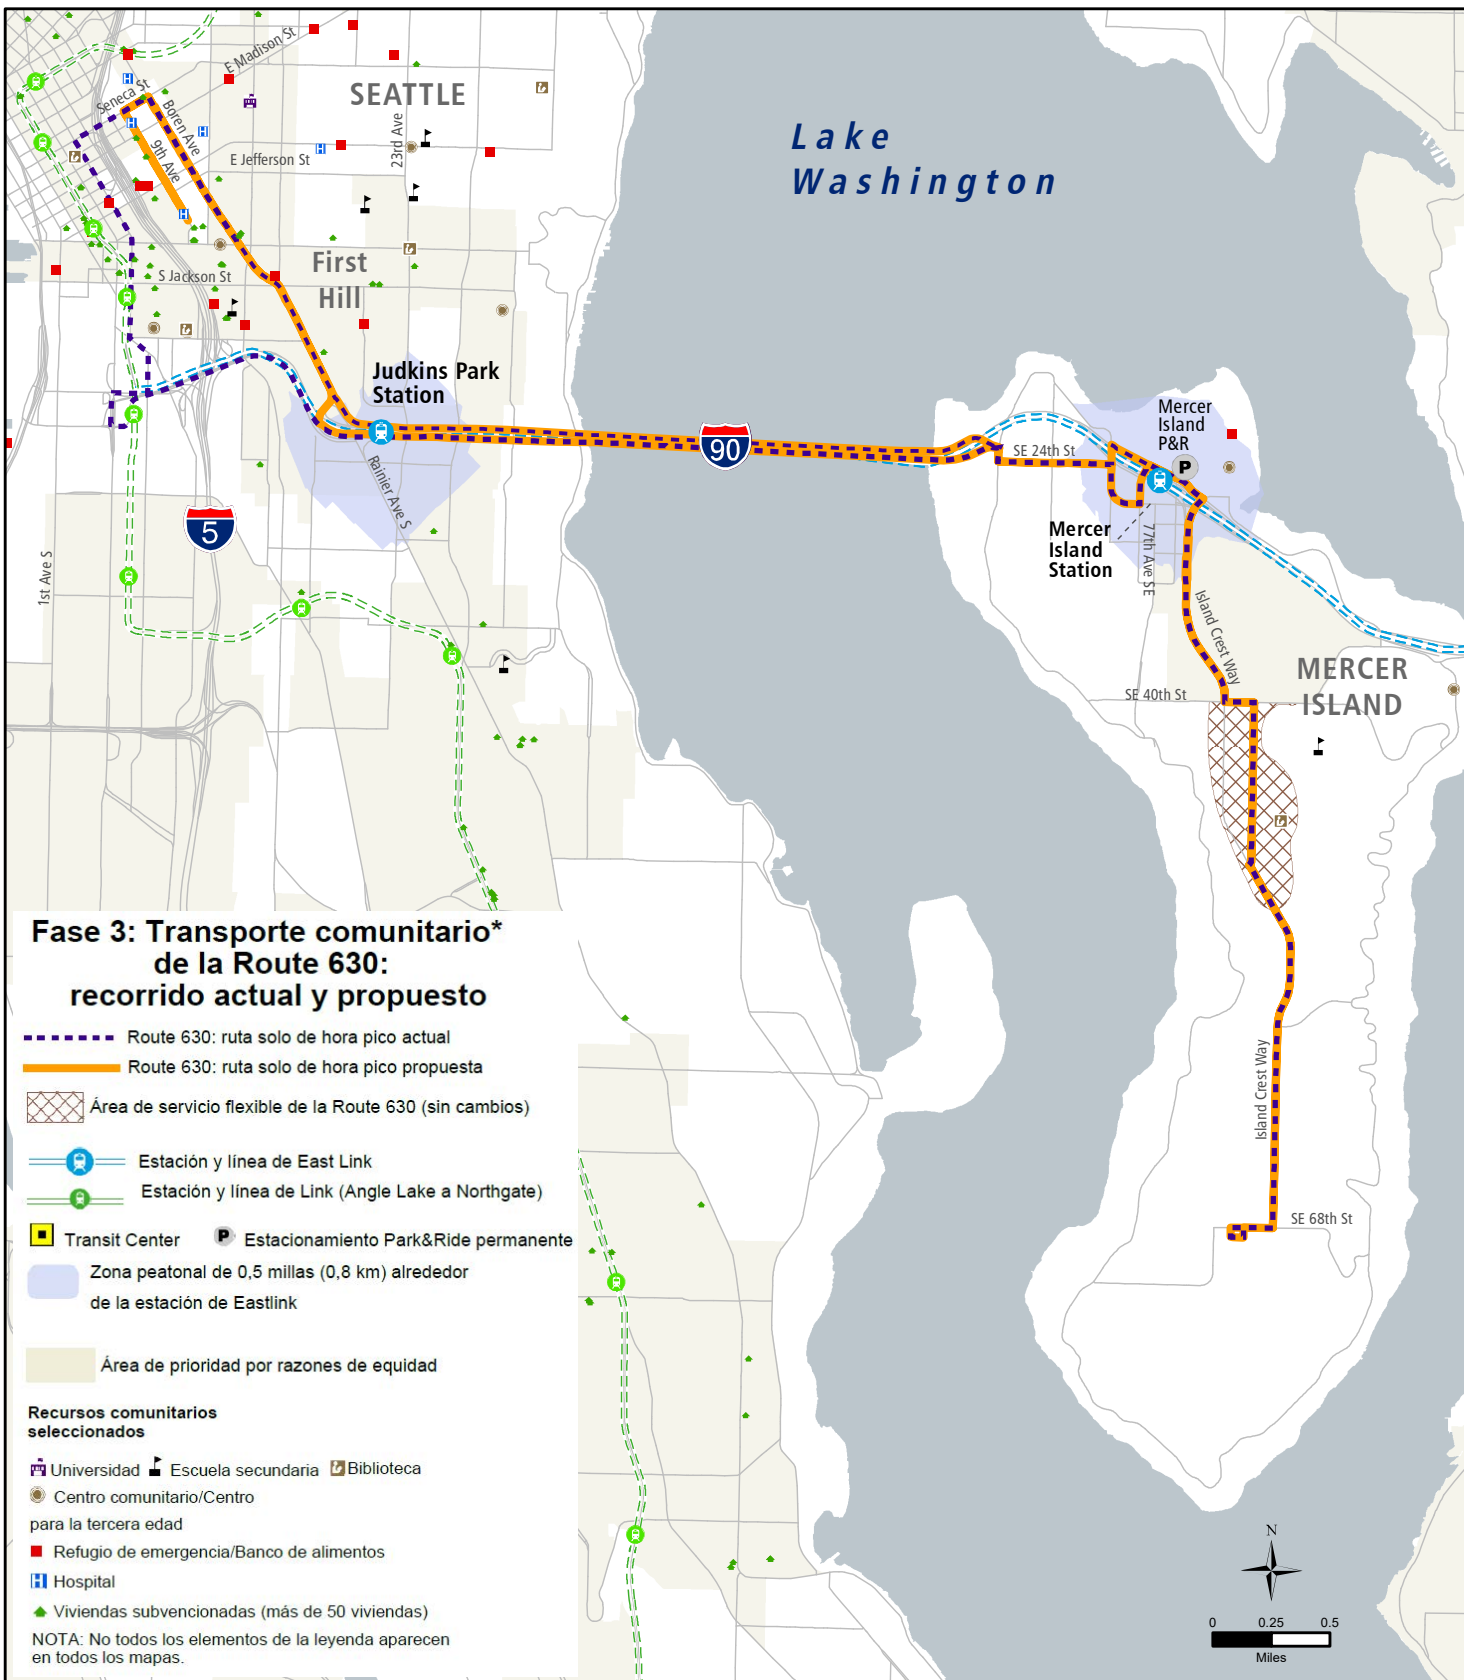 E Madison St
SEATTLE
Seneca St
Boren Ave
9th Ave
E Jefferson St
23rd Ave
Lake
Washington
First
Hill
S Jackson St
Judkins Park
Station
Rainier Ave S
90
5
1st Ave S
SE 24th St
Mercer
Island
P&R
P
Mercer
Island
Station
77th Ave SE
Island Crest Way
SE 40th St
MERCER
ISLAND
Island Crest Way
SE 68th St
Fase 3: Transporte comunitario*
de la Route 630:
recorrido actual y propuesto
Route 630: ruta solo de hora pico actual
Route 630: ruta solo de hora pico propuesta
Área de servicio flexible de la Route 630 (sin cambios)
Estación y línea de East Link
Estación y línea de Link (Angle Lake a Northgate)
Transit Center P Estacionamiento Park&Ride permanente
Zona peatonal de 0,5 millas (0,8 km) alrededor
de la estación de Eastlink
Área de prioridad por razones de equidad
Recursos comunitarios
seleccionados
Universidad Escuela secundaria Biblioteca
Centro comunitario/Centro
para la tercera edad
Refugio de emergencia/Banco de alimentos
H Hospital
Viviendas subvencionadas (más de 50 viviendas)
NOTA: No todos los elementos de la leyenda aparecen
en todos los mapas.
N
0 0.25 0.5
Miles